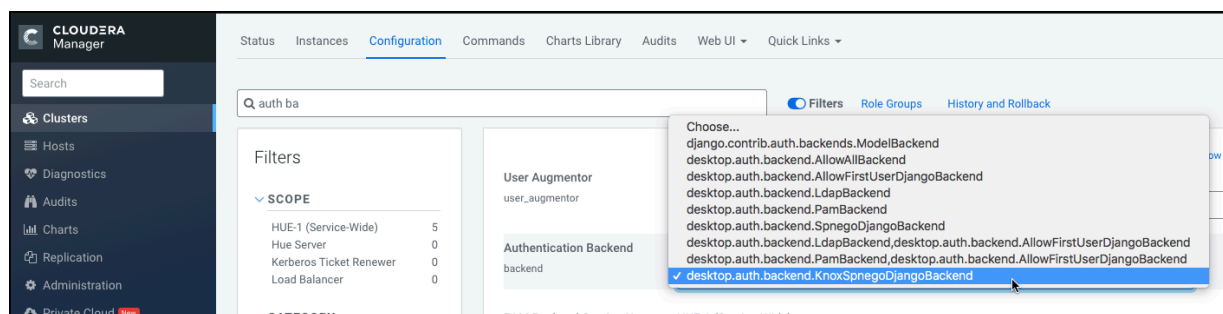 CLOUDERA
Manager
Status Instances Configuration Commands Charts Library Audits Web UI Quick Links
Search
auth ba
Filters Role Groups History and Rollback
Clusters
Hosts
Diagnostics
Audits
Charts
Replication
Administration
Private Cloud New
Filters
SCOPE
HUE-1 (Service-Wide) 5
Hue Server 0
Kerberos Ticket Renewer 0
Load Balancer 0
User Augmentor
user_augmentor
Authentication Backend
backend
Choose...
django.contrib.auth.backends.ModelBackend
desktop.auth.backend.AllowAllBackend
desktop.auth.backend.AllowFirstUserDjangoBackend
desktop.auth.backend.LdapBackend
desktop.auth.backend.PamBackend
desktop.auth.backend.SpnegoDjangoBackend
desktop.auth.backend.LdapBackend,desktop.auth.backend.AllowFirstUserDjangoBackend
desktop.auth.backend.PamBackend,desktop.auth.backend.AllowFirstUserDjangoBackend
✓ desktop.auth.backend.KnoxSpnegoDjangoBackend